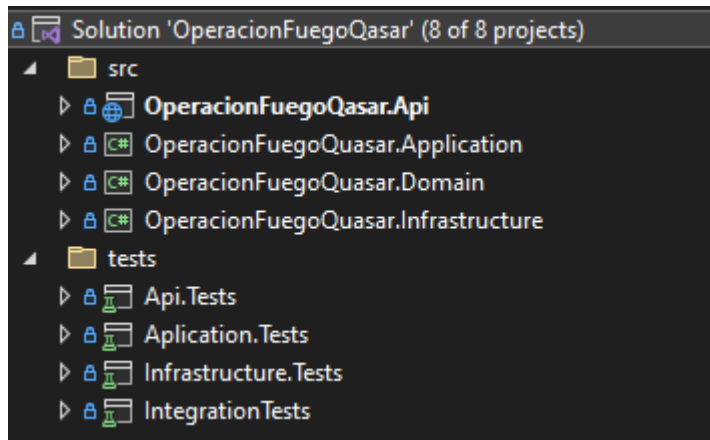 Solution 'OperacionFuegoQasar' (8 of 8 projects)
src
OperacionFuegoQasar.Api
C# OperacionFuegoQuasar.Application
C# OperacionFuegoQuasar.Domain
C# OperacionFuegoQuasar.Infrastructure
tests
Api.Tests
Aplication.Tests
Infrastructure.Tests
IntegrationTests